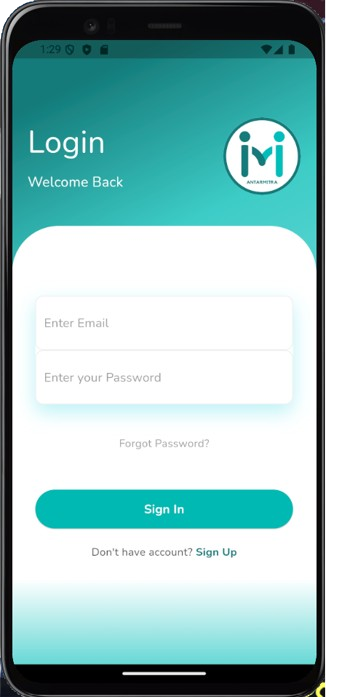 1:29
Login
Welcome Back
ANTARMITRA
Enter Email
Enter your Password
Forgot Password?
Sign In
Don't have account? Sign Up